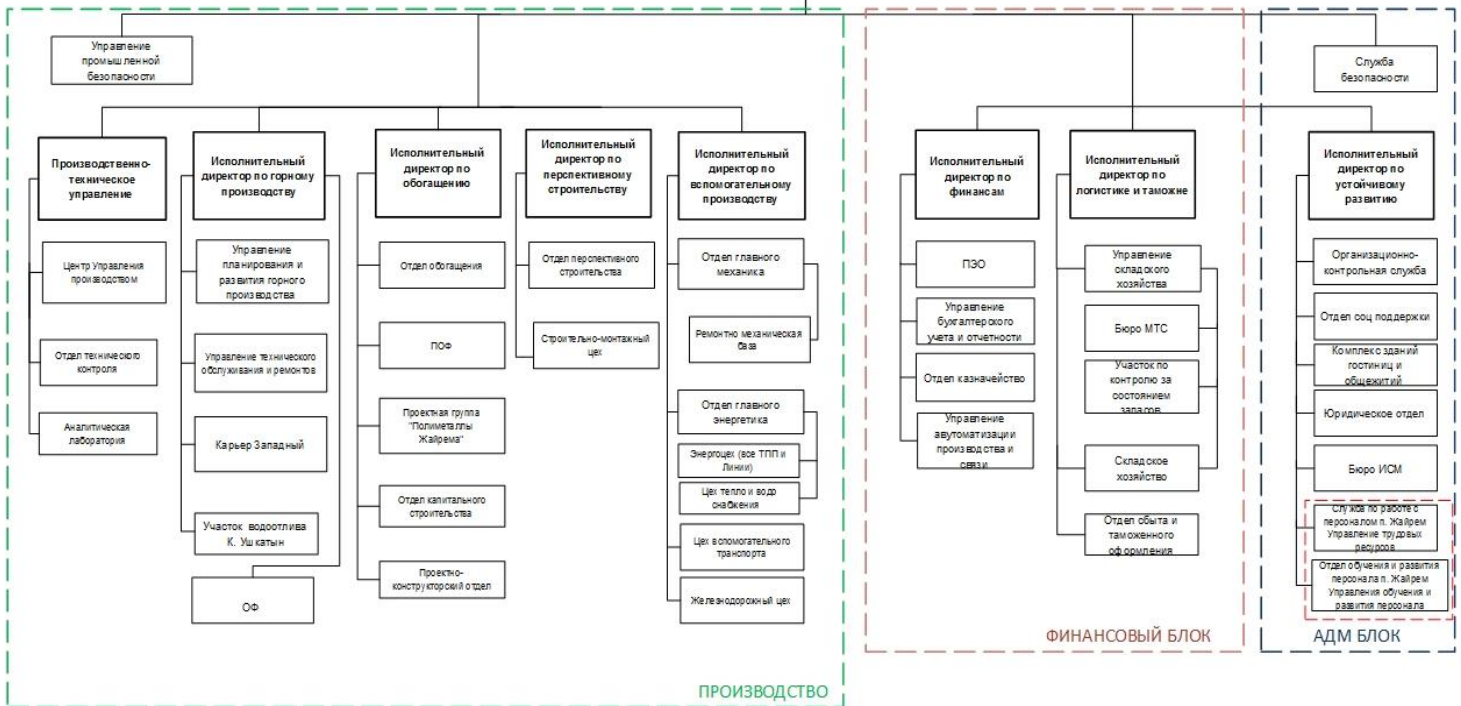 Управление
промышленной
безопасности
Служба
безопасности
Производственно-
техническое
управление
Исполнительный
директор по горному
производству
Исполнительный
директор по
обогащению
Исполнительный
директор по
перспективному
строительству
Исполнительный
директор по
вспомогательному
производству
Исполнительный
директор по
финансам
Исполнительный
директор по
логистике и таможне
Исполнительный
директор по
устойчивому
развитию
Центр Управления
производством
Отдел технического
контроля
Аналитическая
лаборатория
Управление
планирования и
развития горного
производства
Управление технического
обслуживания и ремонтов
Карьер Западный
Участок водоотлива
К. Ушкатын
ОФ
Отдел обогащения
ПОФ
Проектная группа
"Полиметаллы
Жайрема"
Отдел капитального
строительства
Проектно-
конструкторский отдел
Отдел перспективного
строительства
Строительно-монтажный
цех
Отдел главного
механика
Ремонтно механическая
база
Отдел главного
энергетика
Энергоцех (все ТПП и
Линии)
Цех тепло и водо
снабжения
Цех вспомогательного
транспорта
Железнодорожный цех
ПЭО
Управление
бухгалтерского
учета и отчетности
Отдел казначейство
Управление
авутоматизации
производства и
связи
Управление
складского
хозяйства
Бюро МТС
Участок по
контролю за
состоянием
запасов
Складское
хозяйство
Отдел сбыта и
таможенного
оформления
Организационно-
контрольная служба
Отдел соц поддержки
Комплекс зданий
гостиниц и
общежитий
Юридическое отдел
Бюро ИСМ
Служба по работе с
персоналом п. Жайрем
Управление трудовых
ресурсов
Отдел обучения и развития
персонала п. Жайрем
Управления обучения и
развития персонала
ПРОИЗВОДСТВО
ФИНАНСОВЫЙ БЛОК
АДМ БЛОК